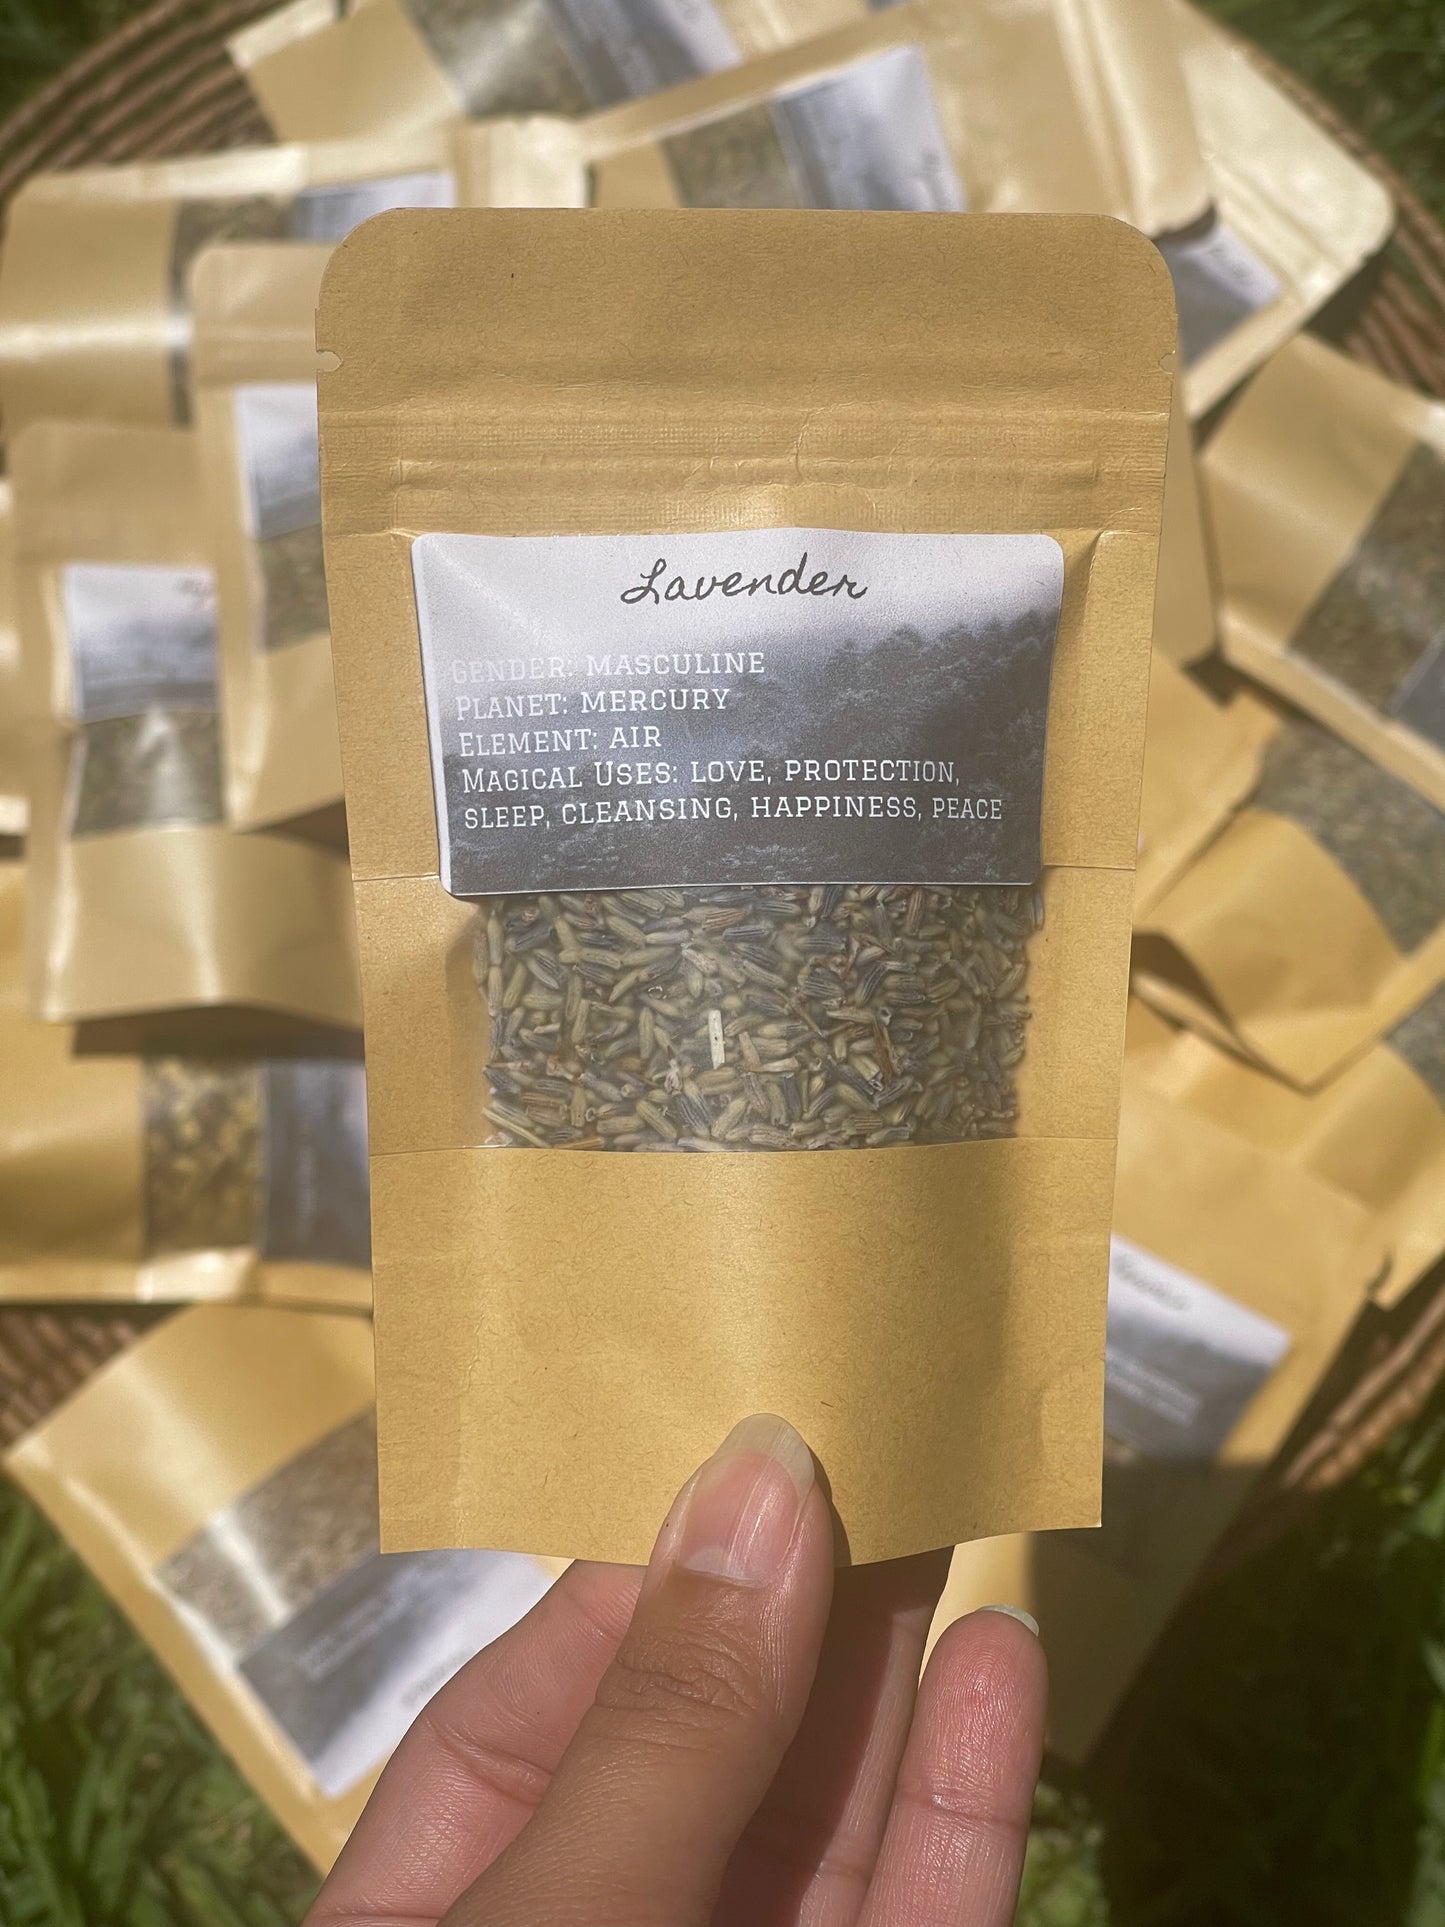 Lavender
Gender: masculine
Planet: Mercury
Element: air
Magical Uses: love, protection,
sleep, cleansing, happiness, peace